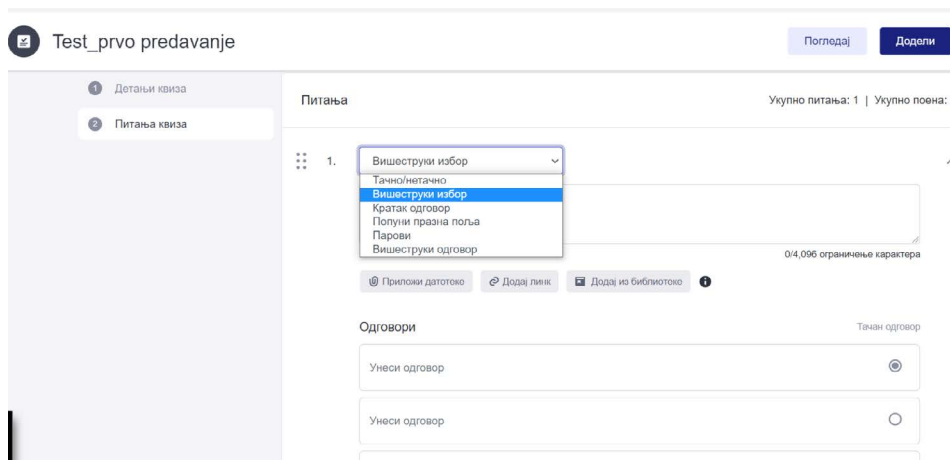 Test_prvo predavanje
Погледај
Додели
1 Детаљи квиза
2 Питања квиза
Питања
Укупно питања: 1 | Укупно поена:
1. Вишеструки избор
Тачно/нетачно
Вишеструки избор
Кратак одговор
Попуни празна поља
Парови
Вишеструки одговор
0/4,096 ограничење карактера
Приложи датотеко
Додај линк
Додај из библиотеко
Одговори
Тачан одговор
Унеси одговор
Унеси одговор